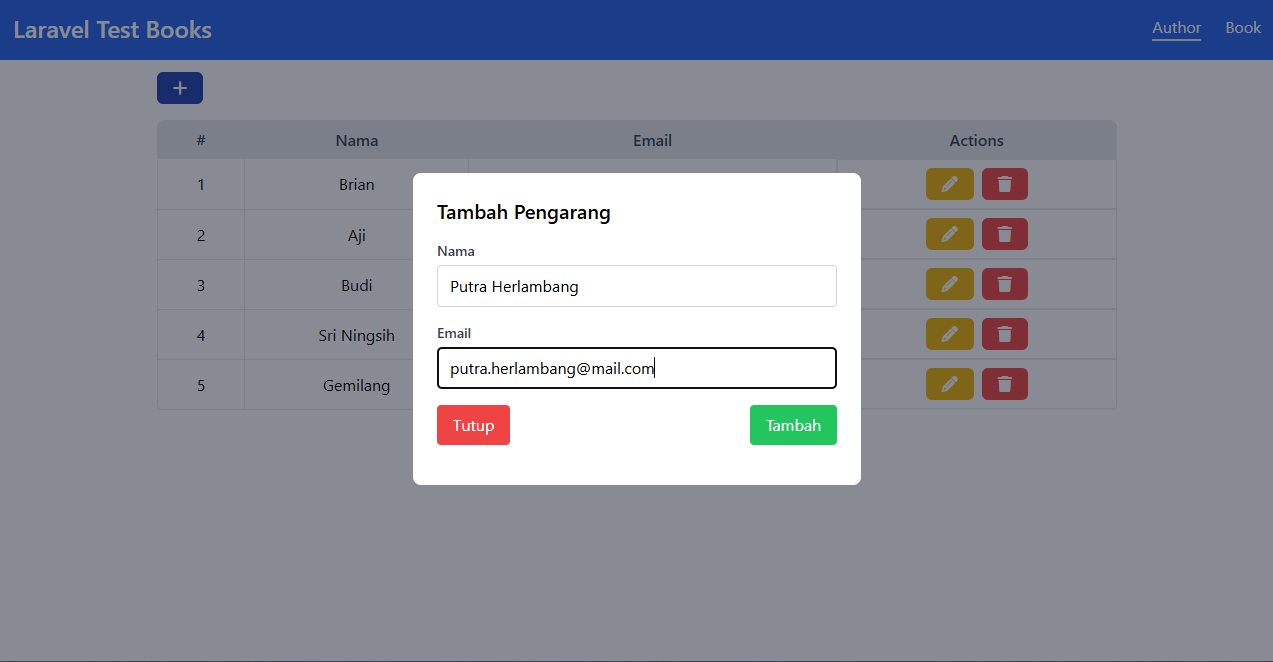 Laravel Test Books
Author Book
+
# Nama Email Actions
1 Brian
2 Aji
3 Budi
4 Sri Ningsih
5 Gemilang
Tambah Pengarang
Nama
Putra Herlambang
Email
putra.herlambang@mail.com
Tutup Tambah